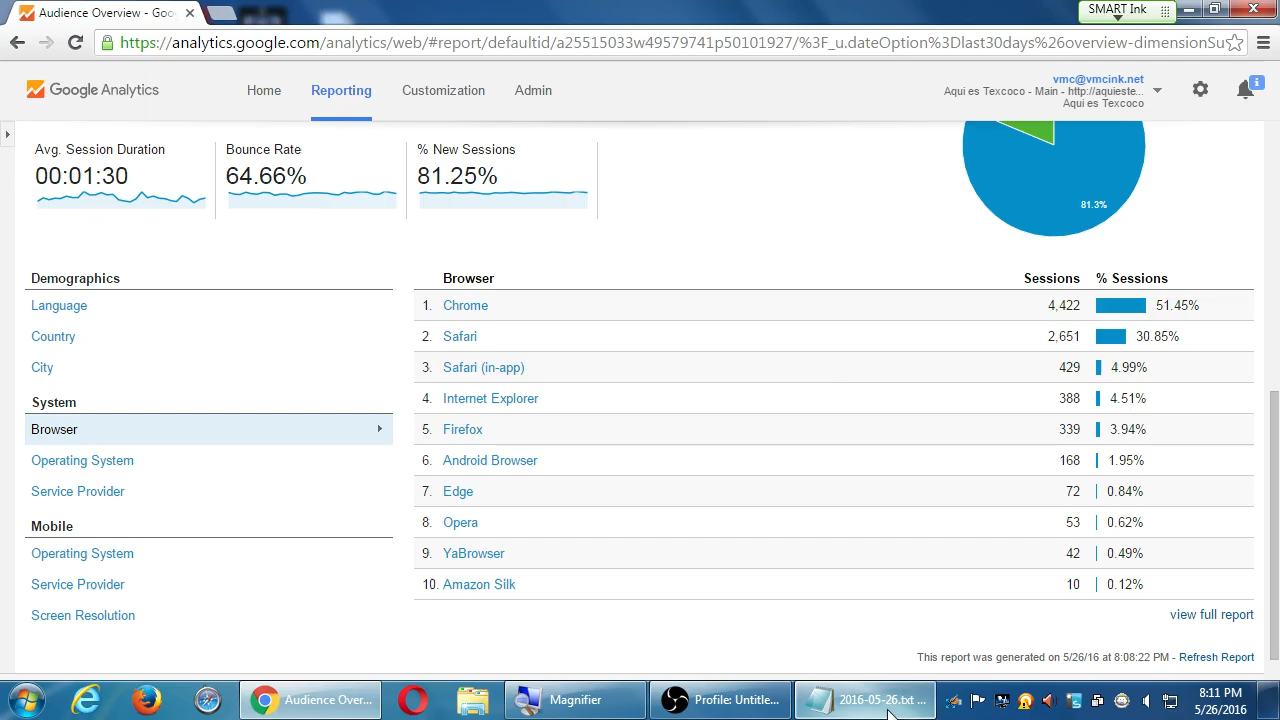 Audience Overview - Goo
SMART Ink
https://analytics.google.com/analytics/web/#report/defaultid/a25515033w49579741p50101927/%3F_u.dateOption%3Dlast30days%26overview-dimensionSu
Google Analytics
Home
Reporting
Customization
Admin
vmc@vmcink.net
Aqui es Texcoco - Main - http://aquieste...
Aqui es Texcoco
i
Avg. Session Duration
00:01:30
Bounce Rate
64.66%
% New Sessions
81.25%
81.3%
Demographics
Language
Country
City
System
Browser
Operating System
Service Provider
Mobile
Operating System
Service Provider
Screen Resolution
Browser Sessions % Sessions
1. Chrome 4,422 51.45%
2. Safari 2,651 30.85%
3. Safari (in-app) 429 4.99%
4. Internet Explorer 388 4.51%
5. Firefox 339 3.94%
6. Android Browser 168 1.95%
7. Edge 72 0.84%
8. Opera 53 0.62%
9. YaBrowser 42 0.49%
10. Amazon Silk 10 0.12%
view full report
This report was generated on 5/26/16 at 8:08:22 PM - Refresh Report
Audience Over...
Magnifier
Profile: Untitle...
2016-05-26.txt ...
8:11 PM
5/26/2016